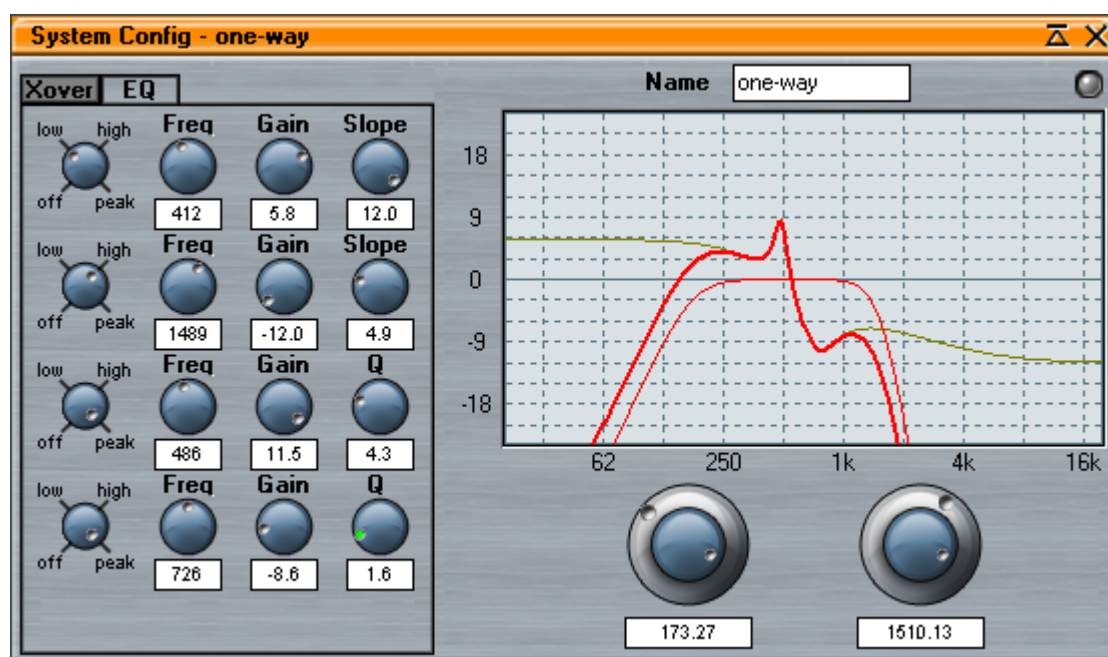 System Config - one-way
Xover EQ
Name one-way
low high Freq Gain Slope
off peak 412 5.8 12.0
low high Freq Gain Slope
off peak 1489 -12.0 4.9
low high Freq Gain Q
off peak 486 11.5 4.3
low high Freq Gain Q
off peak 726 -8.6 1.6
18
9
0
-9
-18
62 250 1k 4k 16k
173.27 1510.13